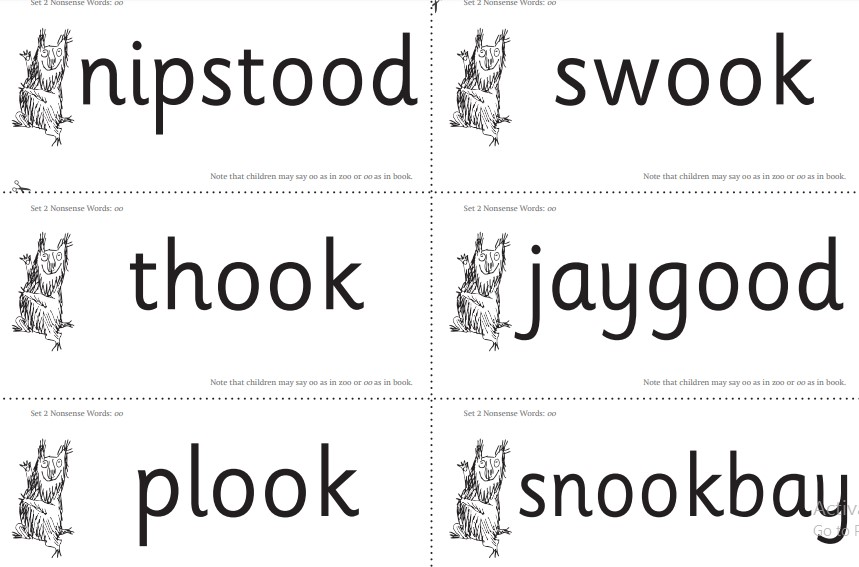 Set 2 Nonsense Words: oo
Set 2 Nonsense Words: oo
nipstood
swook
Note that children may say oo as in zoo or oo as in book.
Note that children may say oo as in zoo or oo as in book.
Set 2 Nonsense Words: oo
Set 2 Nonsense Words: oo
thook
jaygood
Note that children may say oo as in zoo or oo as in book.
Note that children may say oo as in zoo or oo as in book.
Set 2 Nonsense Words: oo
Set 2 Nonsense Words: oo
plook
snookbay
Go to